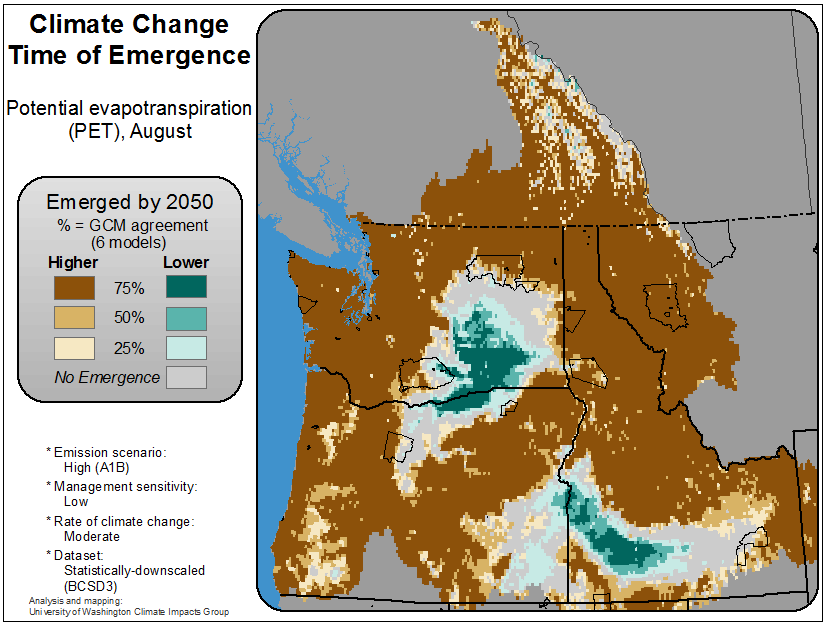 Climate Change
Time of Emergence
Potential evapotranspiration
(PET), August
Emerged by 2050
% = GCM agreement
(6 models)
Higher Lower
75%
50%
25%
No Emergence
* Emission scenario:
High (A1B)
* Management sensitivity:
Low
* Rate of climate change:
Moderate
* Dataset:
Statistically-downscaled
(BCSD3)
Analysis and mapping:
University of Washington Climate Impacts Group